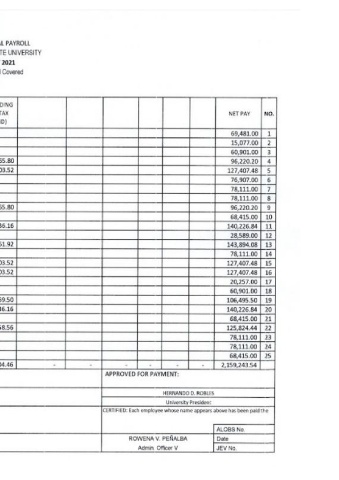 AL PAYROLL
TE UNIVERSITY
2021
Covered
DING
TAX
D) NET PAY NO.
69,481.00 1
15,077.00 2
60,901.00 3
65.80 96,220.20 4
03.52 127,407.48 5
76,907.00 6
78,111.00 7
78,111.00 8
65.80 96,220.20 9
68,415.00 10
36.16 140,226.84 11
28,589.00 12
51.92 143,894.08 13
78,111.00 14
03.52 127,407.48 15
03.52 127,407.48 16
20,257.00 17
60,901.00 18
59.50 106,495.50 19
36.16 140,226.84 20
68,415.00 21
58.56 125,824.44 22
78,111.00 23
78,111.00 24
68,415.00 25
04.46 - - - - - - 2,159,243.54
APPROVED FOR PAYMENT:
HERNANDO D. ROBLES
University President
CERTIFIED: Each employee whose name appears above has been paid the
ALOBS No.
ROWENA V. PEÑALBA Date
Admin. Officer V JEV No.